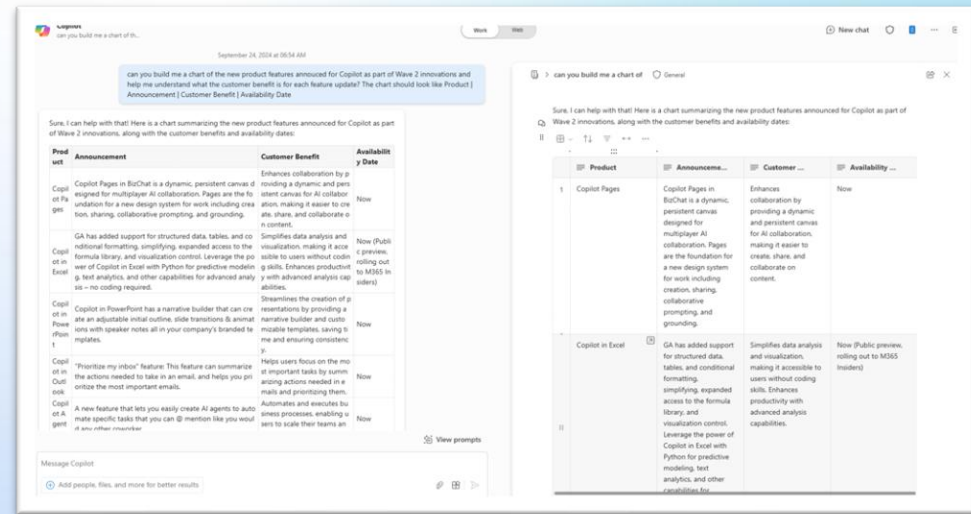 Copilot
can you build me a chart of th...
Work
Web
New chat
September 24, 2024 at 06:54 AM
can you build me a chart of the new product features annouced for Copilot as part of Wave 2 innovations and
help me understand what the customer benefit is for each feature update? The chart should look like Product |
Announcement | Customer Benefit | Availability Date
Sure, I can help with that! Here is a chart summarizing the new product features announced for Copilot as part
of Wave 2 innovations, along with the customer benefits and availability dates:
Prod
uct
Announcement
Customer Benefit
Availabilit
y Date
Copil
ot Pa
ges
Copilot Pages in BizChat is a dynamic, persistent canvas d
esigned for multiplayer AI collaboration. Pages are the fo
undation for a new design system for work including crea
tion, sharing, collaborative prompting, and grounding.
Enhances collaboration by p
roviding a dynamic and pers
istent canvas for AI collabor
ation, making it easier to cre
ate, share, and collaborate o
n content.
Now
Copil
ot in
Excel
GA has added support for structured data, tables, and co
nditional formatting, simplifying, expanded access to the
formula library, and visualization control. Leverage the po
wer of Copilot in Excel with Python for predictive modelin
g, text analytics, and other capabilities for advanced analy
sis – no coding required.
Simplifies data analysis and
visualization, making it acce
ssible to users without codin
g skills. Enhances productivit
y with advanced analysis cap
abilities.
Now (Publi
c preview,
rolling out
to M365 In
siders)
Copil
ot in
Powe
rPoin
t
Copilot in PowerPoint has a narrative builder that can cre
ate an adjustable initial outline, slide transitions & animat
ions with speaker notes all in your company's branded te
mplates.
Streamlines the creation of p
resentations by providing a
narrative builder and custo
mizable templates, saving ti
me and ensuring consistenc
y.
Now
Copil
ot in
Outl
ook
"Prioritize my inbox" feature: This feature can summarize
the actions needed to take in an email, and helps you pri
oritize the most important emails.
Helps users focus on the mo
st important tasks by summ
arizing actions needed in e
mails and prioritizing them.
Now
Copil
ot A
gent
A new feature that lets you easily create AI agents to auto
mate specific tasks that you can @ mention like you woul
d any other coworker
Automates and executes bu
siness processes, enabling u
sers to scale their teams an
Now
View prompts
Message Copilot
Add people, files, and more for better results
can you build me a chart of
General
Sure, I can help with that! Here is a chart summarizing the new product features announced for Copilot as part of
Wave 2 innovations, along with the customer benefits and availability dates:
Product
Announceme...
Customer ...
Availability ...
1
Copilot Pages
Copilot Pages in
BizChat is a dynamic,
persistent canvas
designed for
multiplayer AI
collaboration. Pages
are the foundation for
a new design system
for work including
creation, sharing,
collaborative
prompting, and
grounding.
Enhances
collaboration by
providing a dynamic
and persistent canvas
for AI collaboration,
making it easier to
create, share, and
collaborate on
content.
Now
Copilot in Excel
GA has added support
for structured data,
tables, and conditional
formatting,
simplifying, expanded
access to the formula
library, and
visualization control.
Leverage the power of
Copilot in Excel with
Python for predictive
modeling, text
analytics, and other
capabilities for
Simplifies data analysis
and visualization,
making it accessible to
users without coding
skills. Enhances
productivity with
advanced analysis
capabilities.
Now (Public preview,
rolling out to M365
Insiders)